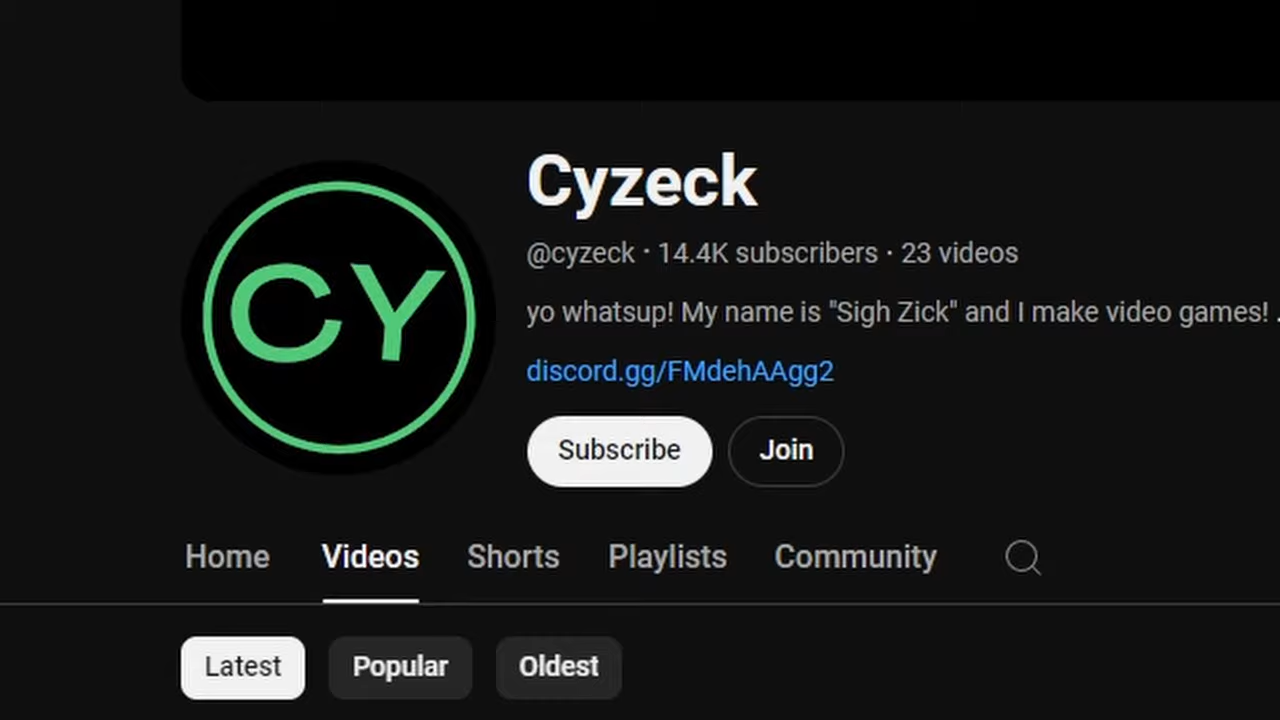 CY
Cyzeck
@cyzeck · 14.4K subscribers · 23 videos
yo whatsup! My name is "Sigh Zick" and I make video games! .
discord.gg/FMdehAAgg2
Subscribe Join
Home Videos Shorts Playlists Community
Latest Popular Oldest